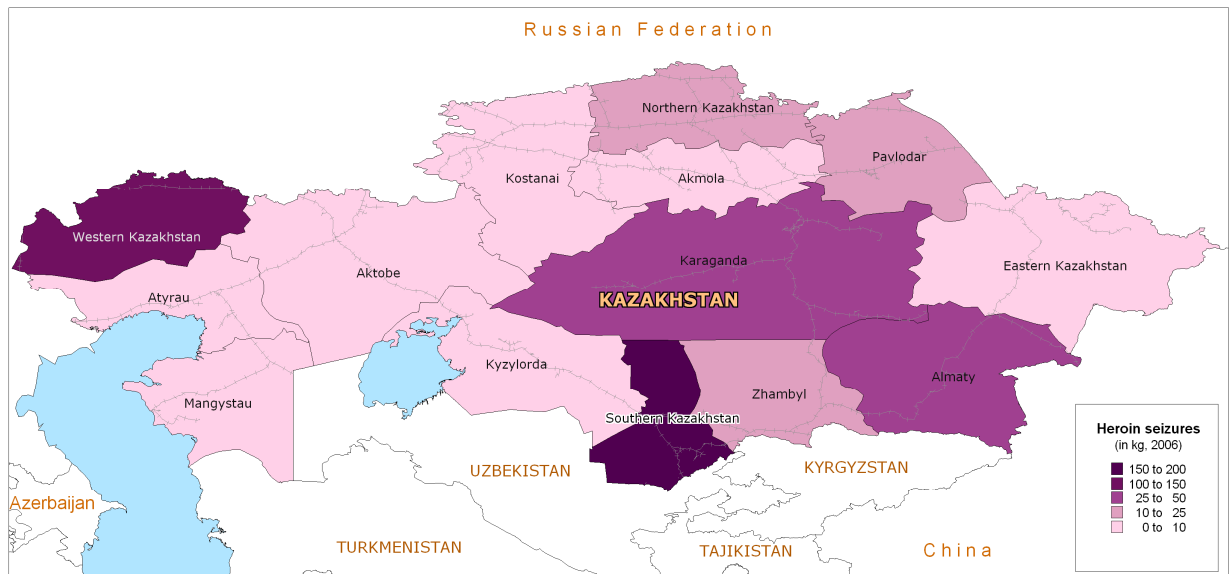 Russian Federation
Northern Kazakhstan
Pavlodar
Kostanai
Akmola
Western Kazakhstan
Karaganda
Eastern Kazakhstan
Aktobe
Atyrau
KAZAKHSTAN
Kyzylorda
Almaty
Zhambyl
Mangystau
Southern Kazakhstan
Heroin seizures
(in kg, 2006)
150 to 200
100 to 150
25 to 50
10 to 25
0 to 10
UZBEKISTAN
KYRGYZSTAN
Azerbaijan
TURKMENISTAN
TAJIKISTAN
China